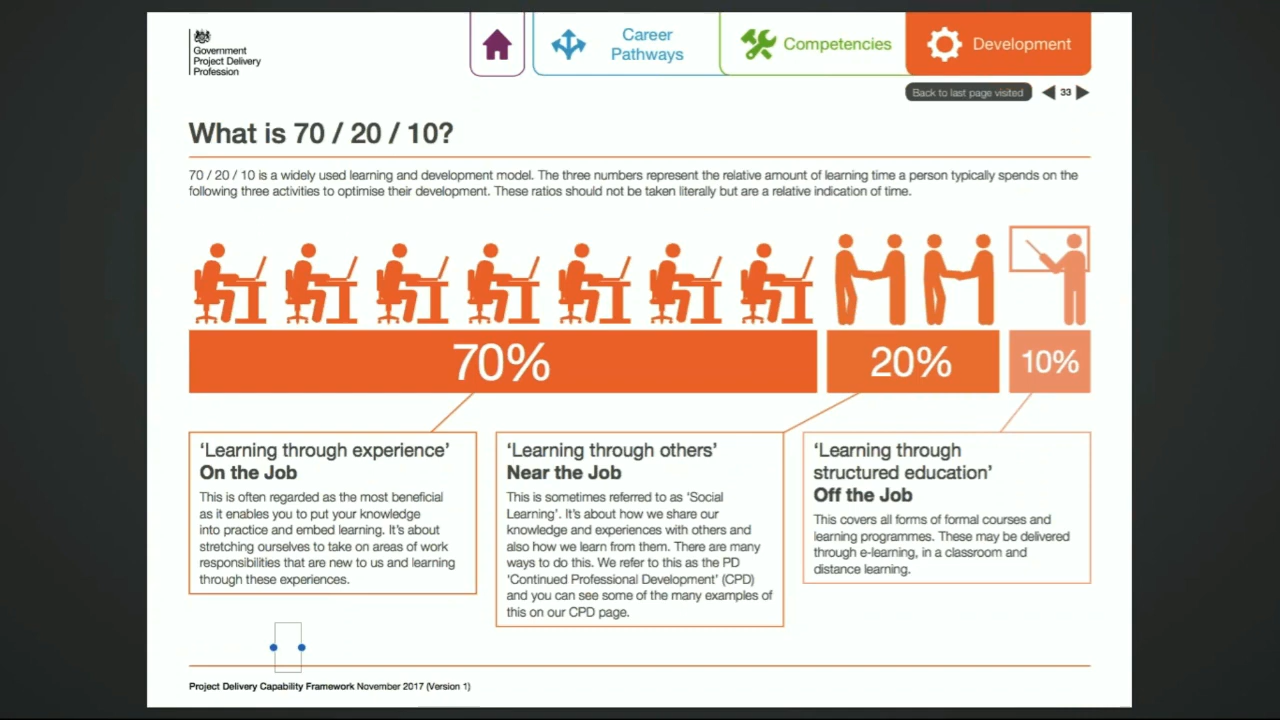 Government
Project Delivery
Profession
Career
Pathways
Competencies
Development
Back to last page visited
33
What is 70 / 20 / 10?
70 / 20 / 10 is a widely used learning and development model. The three numbers represent the relative amount of learning time a person typically spends on the
following three activities to optimise their development. These ratios should not be taken literally but are a relative indication of time.
70%
20%
10%
‘Learning through experience’
On the Job
This is often regarded as the most beneficial
as it enables you to put your knowledge
into practice and embed learning. It’s about
stretching ourselves to take on areas of work
responsibilities that are new to us and learning
through these experiences.
‘Learning through others’
Near the Job
This is sometimes referred to as ‘Social
Learning’. It’s about how we share our
knowledge and experiences with others and
also how we learn from them. There are many
ways to do this. We refer to this as the PD
‘Continued Professional Development’ (CPD)
and you can see some of the many examples of
this on our CPD page.
‘Learning through
structured education’
Off the Job
This covers all forms of formal courses and
learning programmes. These may be delivered
through e-learning, in a classroom and
distance learning.
Project Delivery Capability Framework November 2017 (Version 1)